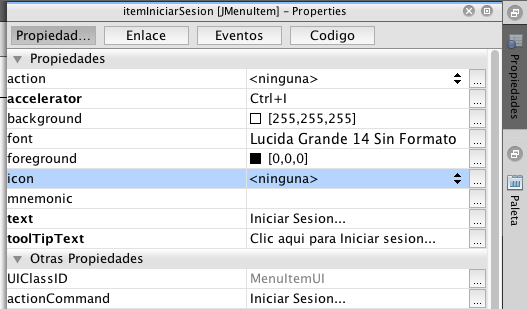 itemIniciarSesion [JMenuItem] – Properties
Propiedad... Enlace Eventos Codigo
Propiedades
action <ninguna> ...
accelerator Ctrl+I ...
background [255,255,255] ...
font Lucida Grande 14 Sin Formato ...
foreground [0,0,0] ...
icon <ninguna> ...
mnemonic ...
text Iniciar Sesion... ...
toolTipText Clic aqui para Iniciar sesion... ...
Otras Propiedades
UIClassID MenuItemUI ...
actionCommand Iniciar Sesion... ...
Propiedades
Paleta